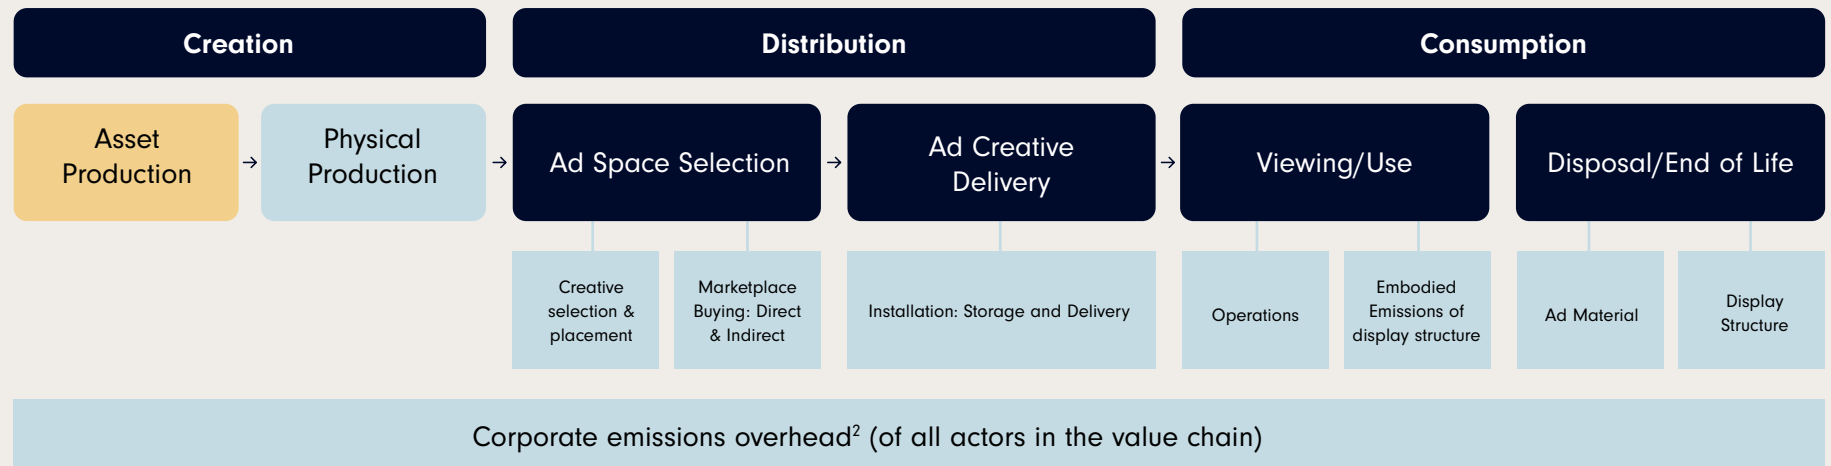 Creation
Distribution
Consumption
Asset
Production
→
Physical
Production
→
Ad Space Selection
→
Ad Creative
Delivery
→
Viewing/Use
Disposal/End of Life
Creative
selection &
placement
Marketplace
Buying: Direct
& Indirect
Installation: Storage and Delivery
Operations
Embodied
Emissions of
display structure
Ad Material
Display
Structure
Corporate emissions overhead² (of all actors in the value chain)